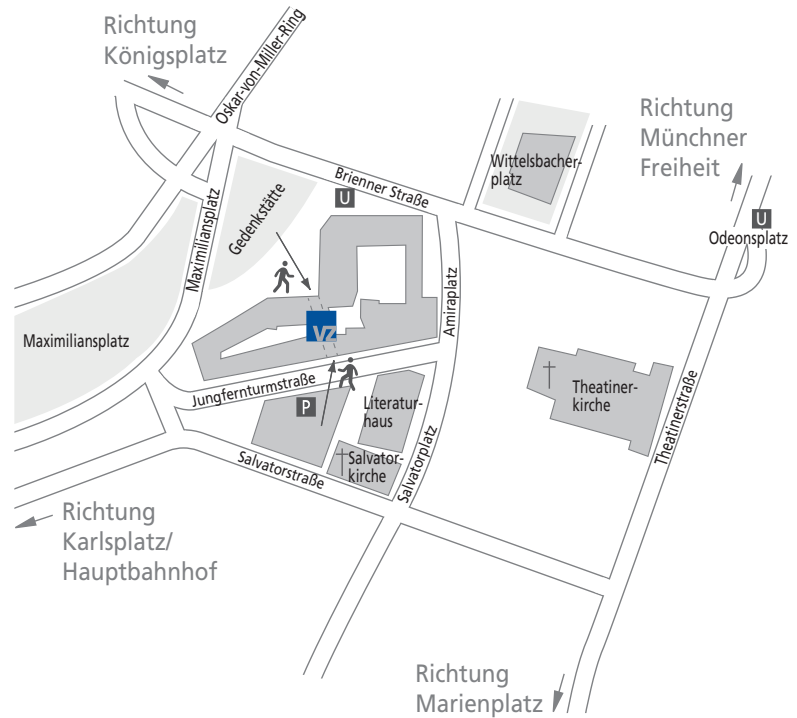 Richtung
Königsplatz
Oskar-von-Miller-Ring
Richtung
Münchner
Freiheit
Wittelsbacher-
platz
Brienner Straße
U
U
Odeonsplatz
Gedenkstätte
Maximiliansplatz
Amiraplatz
Maximiliansplatz
VZ
Jungfernturmstraße
P
Literatur-
haus
Theatiner-
kirche
Theatinerstraße
Salvatorplatz
Salvator-
kirche
Salvatorstraße
Richtung
Karlsplatz/
Hauptbahnhof
Richtung
Marienplatz